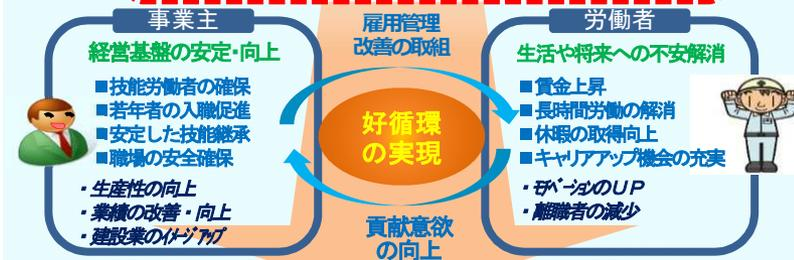 事業主
経営基盤の安定・向上
■技能労働者の確保
■若年者の入職促進
■安定した技能継承
■職場の安全確保
・生産性の向上
・業績の改善・向上
・建設業のイメージアップ
雇用管理
改善の取組
好循環
の実現
貢献意欲
の向上
労働者
生活や将来への不安解消
■賃金上昇
■長時間労働の解消
■休暇の取得向上
■キャリアアップ機会の充実
・モチベーションのＵＰ
・離職者の減少